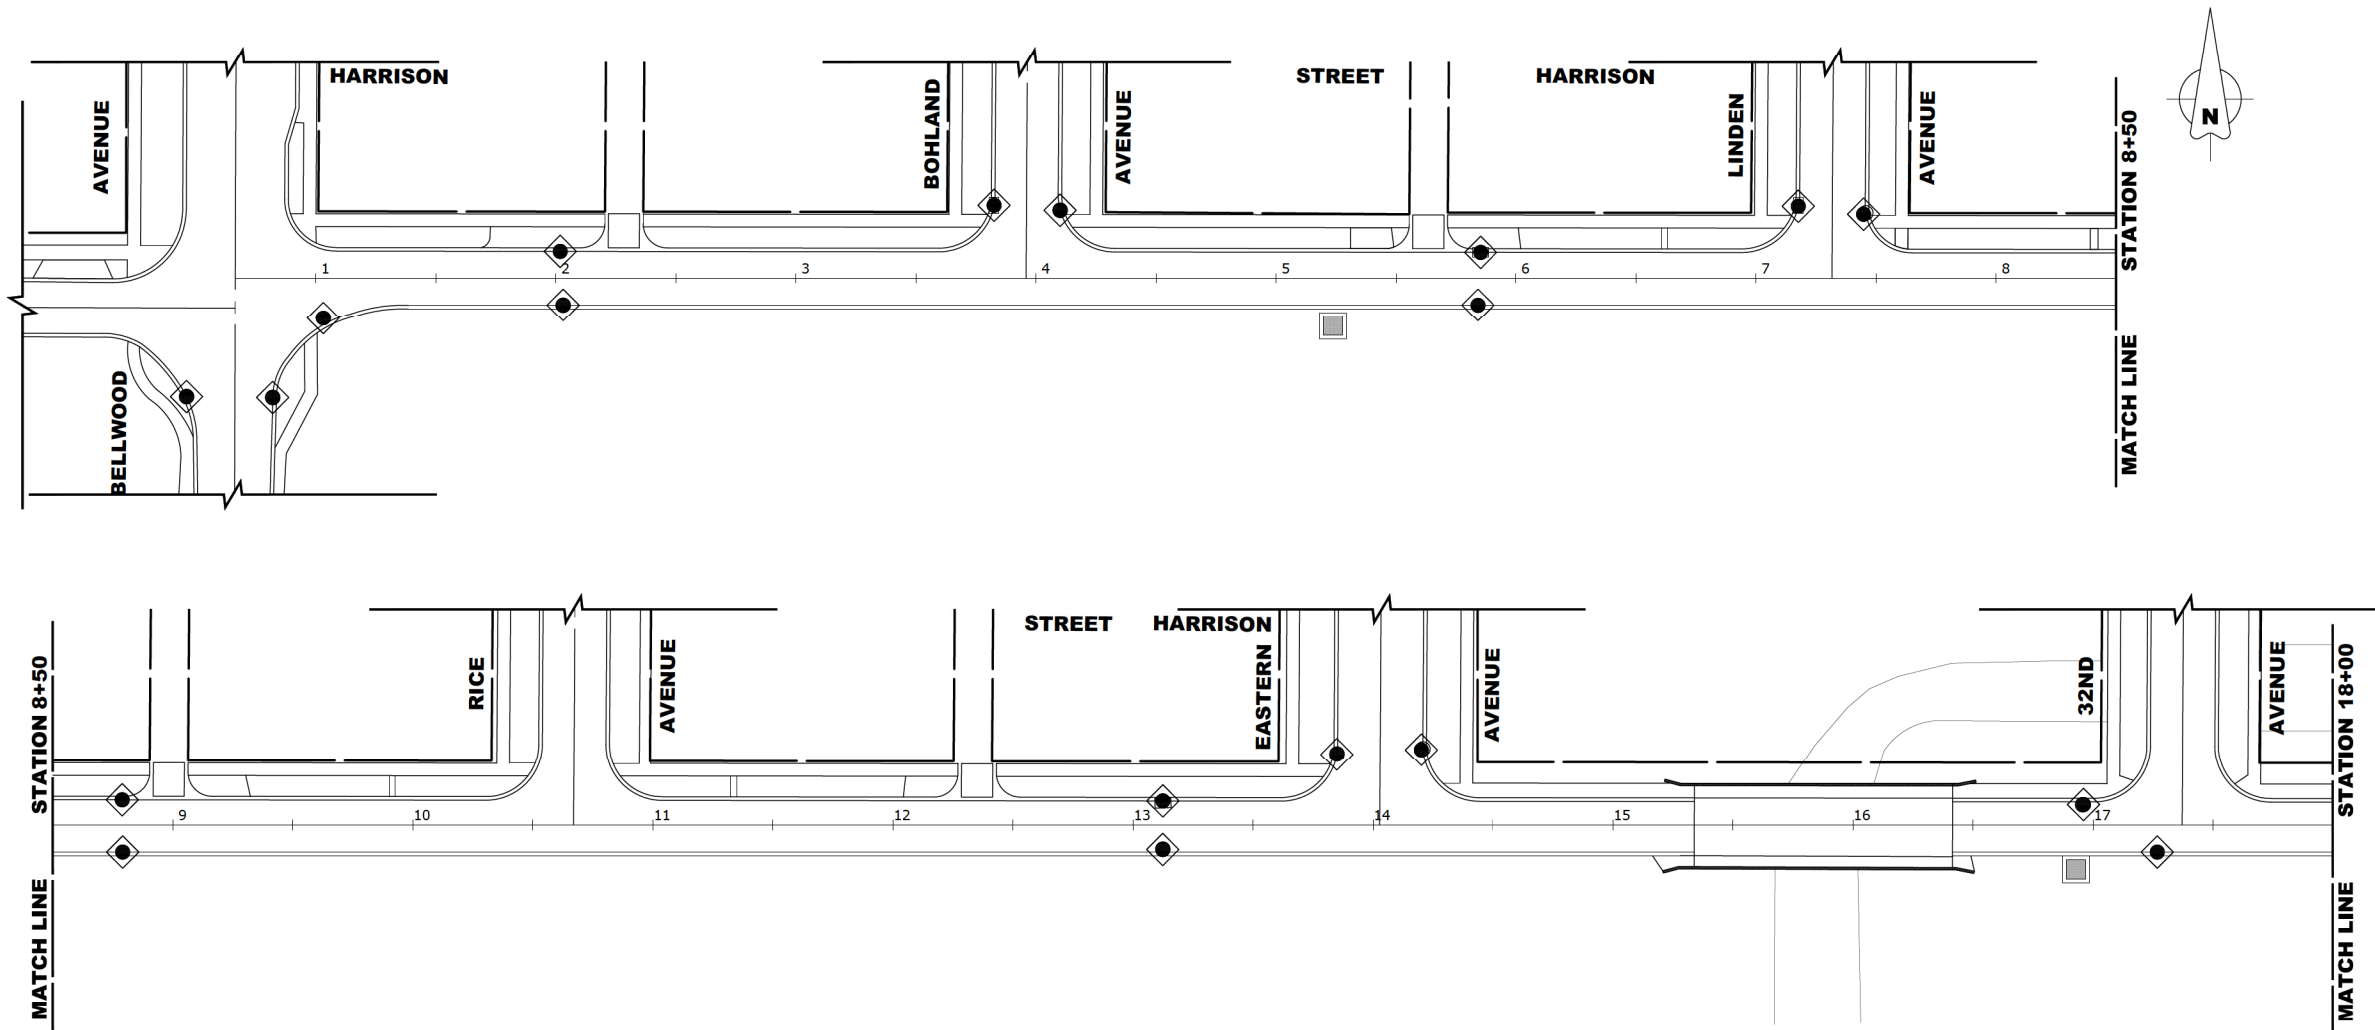 HARRISON
STREET
HARRISON
AVENUE
BOHLAND
AVENUE
LINDEN
AVENUE
STATION 8+50
N
1
2
3
4
5
6
7
8
BELLWOOD
MATCH LINE
STREET
HARRISON
STATION 8+50
RICE
AVENUE
EASTERN
AVENUE
32ND
AVENUE
STATION 18+00
9
10
11
12
13
14
15
16
17
MATCH LINE
MATCH LINE